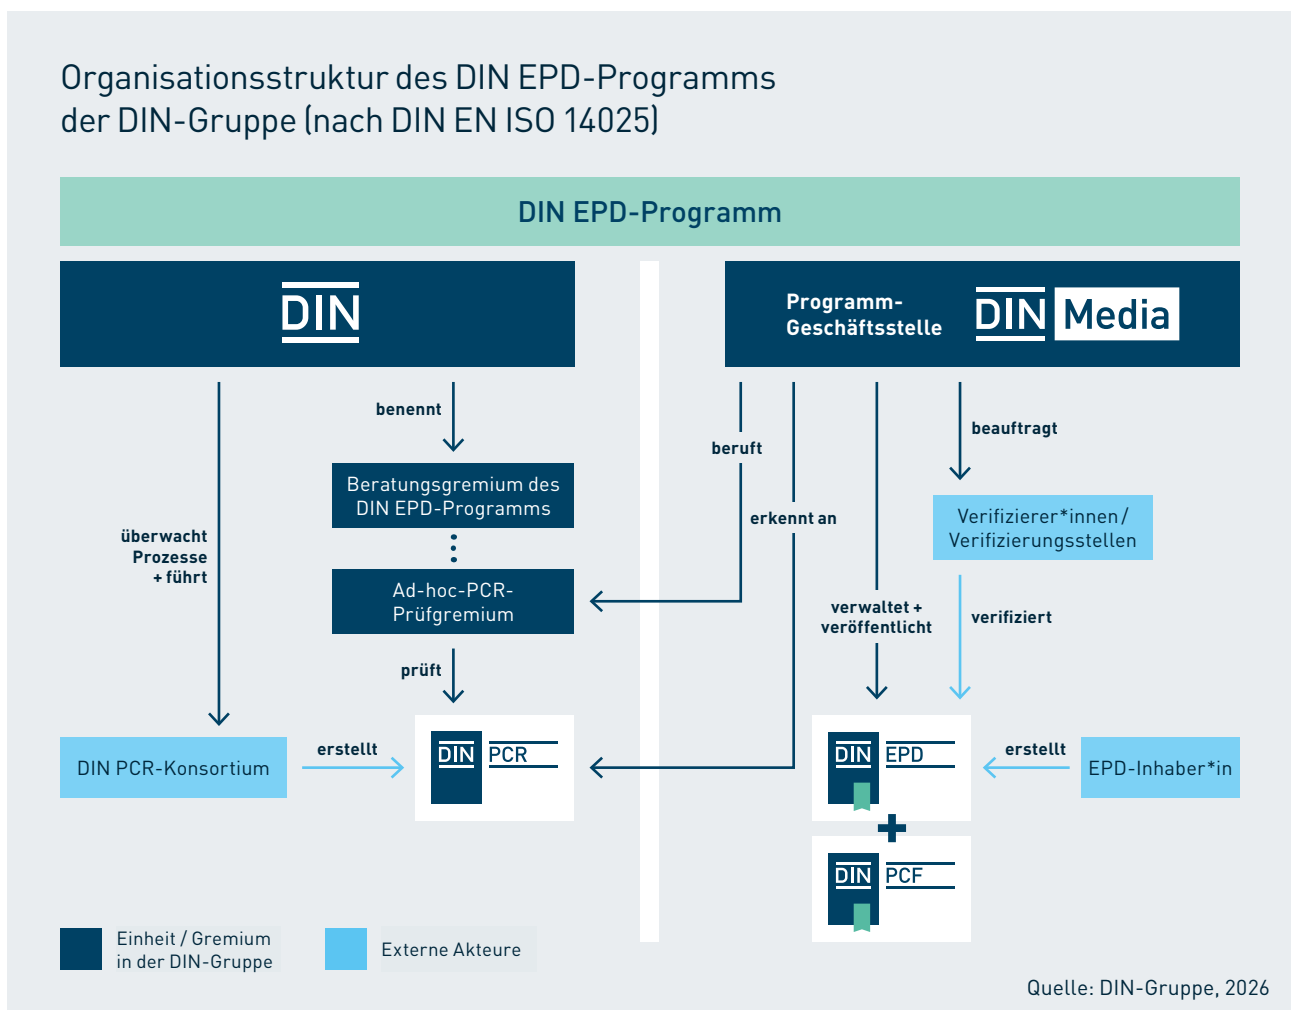 Organisationsstruktur des DIN EPD-Programms
der DIN-Gruppe (nach DIN EN ISO 14025)
DIN EPD-Programm
DIN
Programm-
Geschäftsstelle
DIN Media
benennt
beruft
beauftragt
Beratungsgremium des
DIN EPD-Programms
erkennt an
Verifizierer*innen /
Verifizierungsstellen
überwacht
Prozesse
+ führt
Ad-hoc-PCR-
Prüfgremium
verwaltet +
veröffentlicht
verifiziert
prüft
DIN PCR-Konsortium
erstellt
DIN PCR
DIN EPD
erstellt
EPD-Inhaber*in
+
DIN PCF
Einheit / Gremium
in der DIN-Gruppe
Externe Akteure
Quelle: DIN-Gruppe, 2026